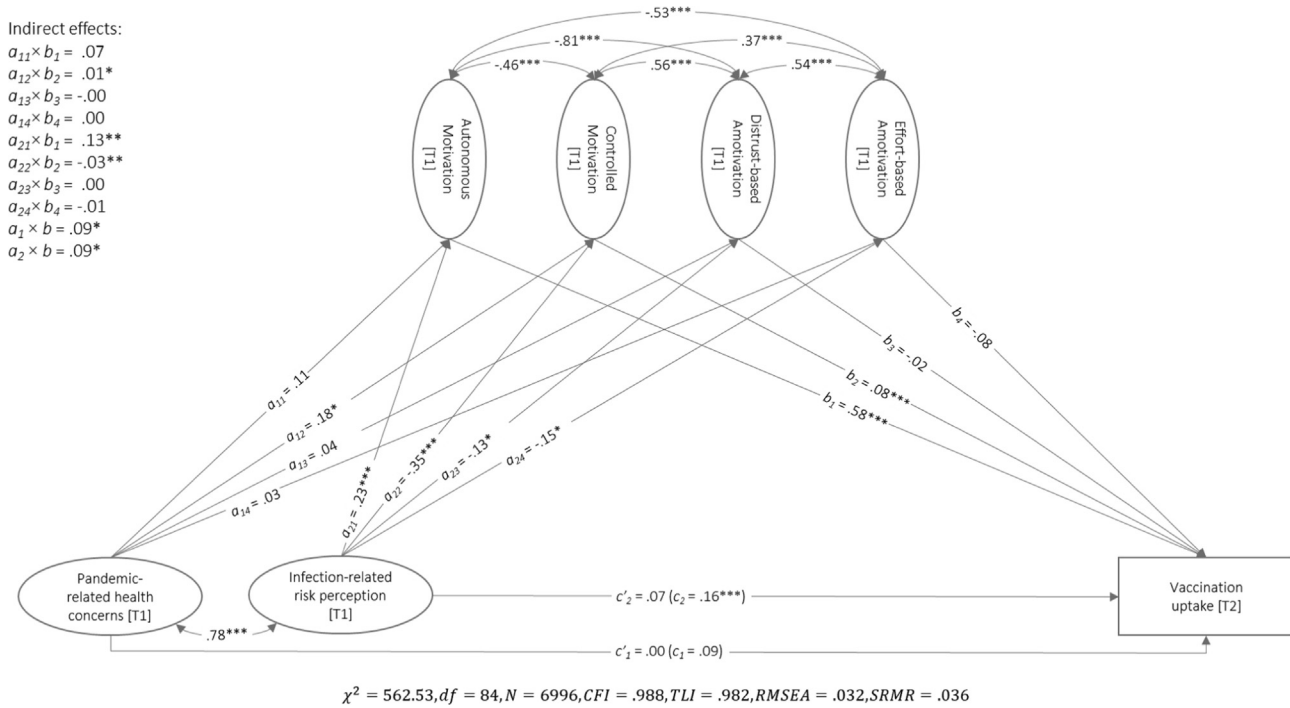 Indirect effects:
a₁₁× b₁ = .07
a₁₂× b₂ = .01*
a₁₃× b₃ = -.00
a₁₄× b₄ = .00
a₂₁× b₁ = .13**
a₂₂× b₂ = -.03**
a₂₃× b₃ = .00
a₂₄× b₄ = -.01
a₁ × b = .09*
a₂ × b = .09*
-.53***
-.81***
.37***
-.46***
.56***
.54***
Autonomous
Motivation
[T1]
Controlled
Motivation
[T1]
Distrust-based
Amotivation
[T1]
Effort-based
Amotivation
[T1]
a₁₁ = .11
a₁₂ = .18*
a₁₃ = .04
a₁₄ = .03
a₂₁ = .23***
a₂₂ = -.35***
a₂₃ = -.13*
a₂₄ = -.15*
b₄ = -.08
b₃ = -.02
b₂ = .08***
b₁ = .58***
Pandemic-
related health
concerns [T1]
Infection-related
risk perception
[T1]
Vaccination
uptake [T2]
.78***
c'₂ = .07 (c₂ = .16***)
c'₁ = .00 (c₁ = .09)
χ² = 562.53, df = 84, N = 6996, CFI = .988, TLI = .982, RMSEA = .032, SRMR = .036